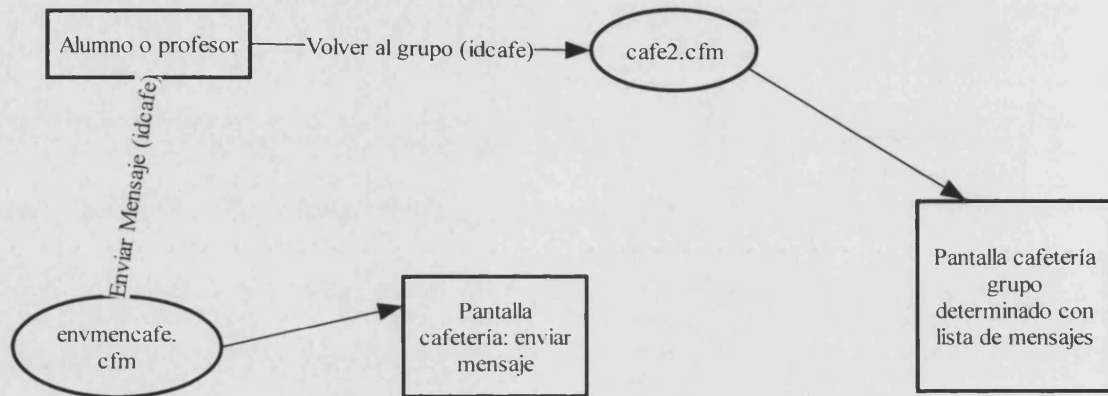 Alumno o profesor
Volver al grupo (idcafe)
cafe2.cfm
Enviar Mensaje (idcafe)
envmencafe.
cfm
Pantalla
cafetería: enviar
mensaje
Pantalla cafetería
grupo
determinado con
lista de mensajes